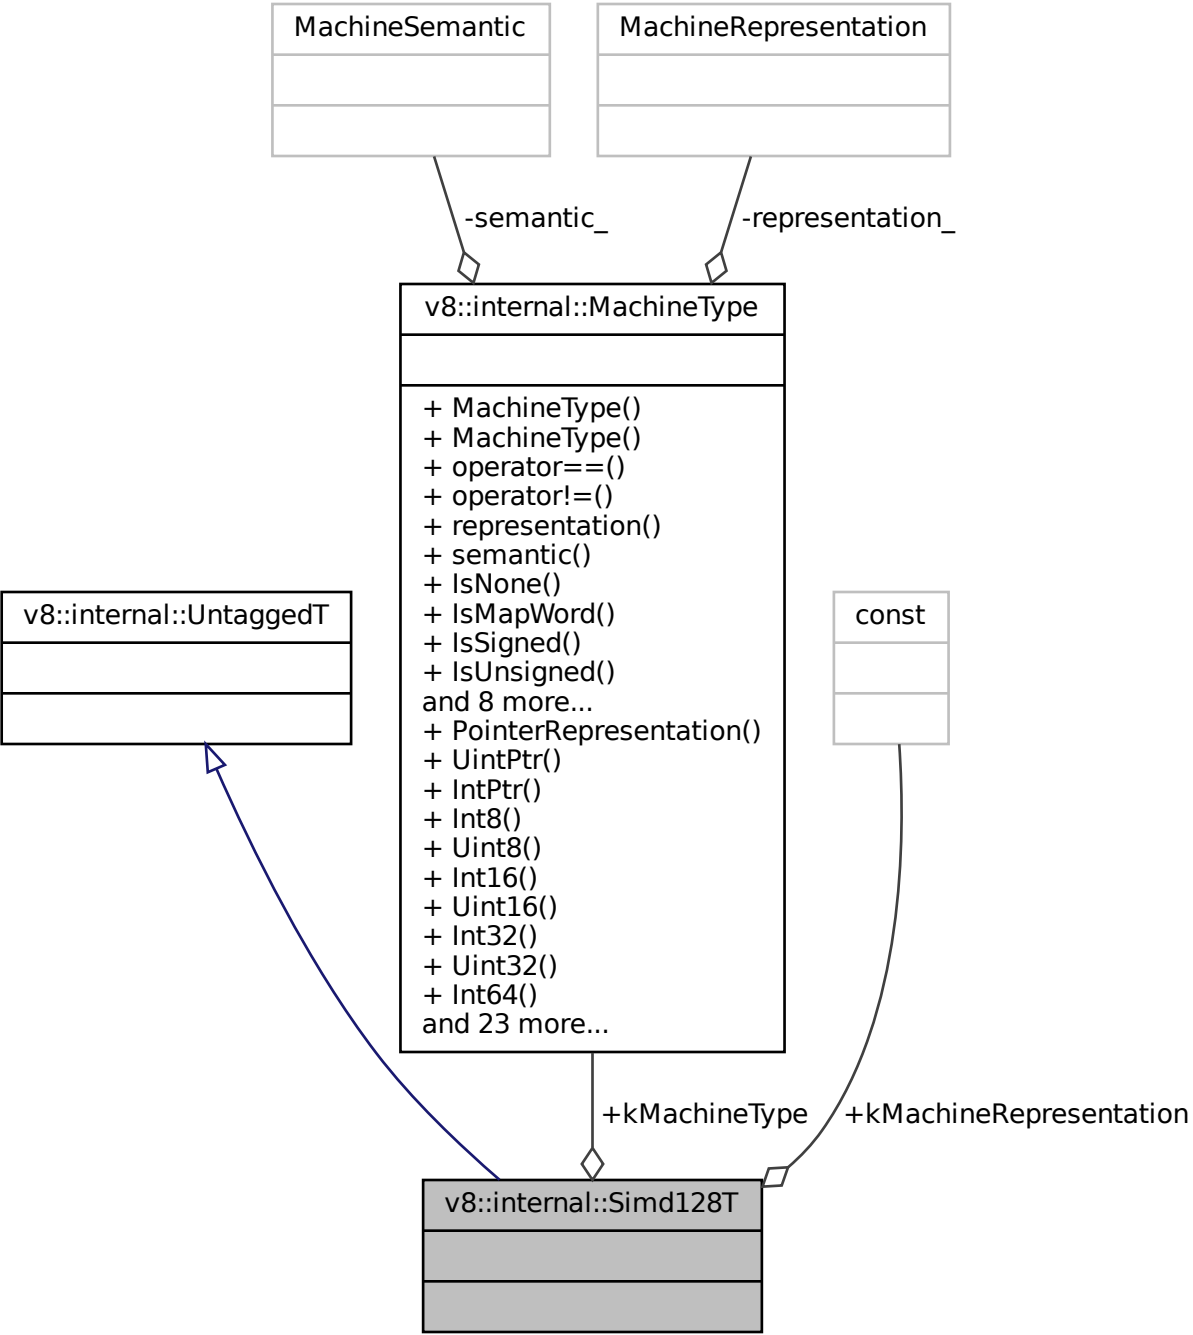 MachineSemantic
MachineRepresentation
-semantic_
-representation_
v8::internal::MachineType
+ MachineType()
+ MachineType()
+ operator==()
+ operator!=()
+ representation()
+ semantic()
+ IsNone()
+ IsMapWord()
+ IsSigned()
+ IsUnsigned()
and 8 more...
+ PointerRepresentation()
+ UintPtr()
+ IntPtr()
+ Int8()
+ Uint8()
+ Int16()
+ Uint16()
+ Int32()
+ Uint32()
+ Int64()
and 23 more...
v8::internal::UntaggedT
const
+kMachineType
+kMachineRepresentation
v8::internal::Simd128T